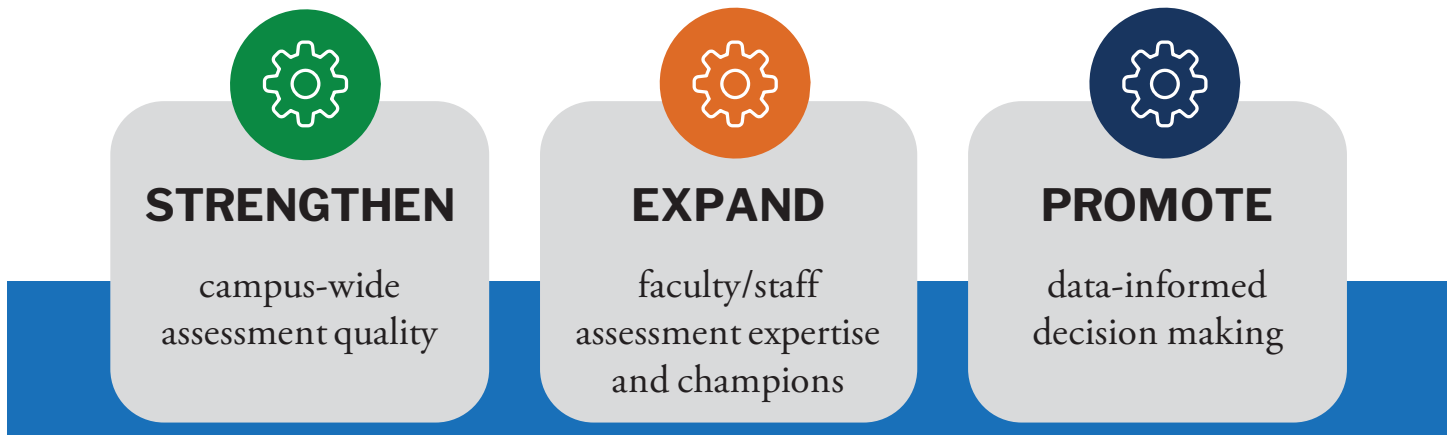 STRENGTHEN
campus-wide
assessment quality
EXPAND
faculty/staff
assessment expertise
and champions
PROMOTE
data-informed
decision making